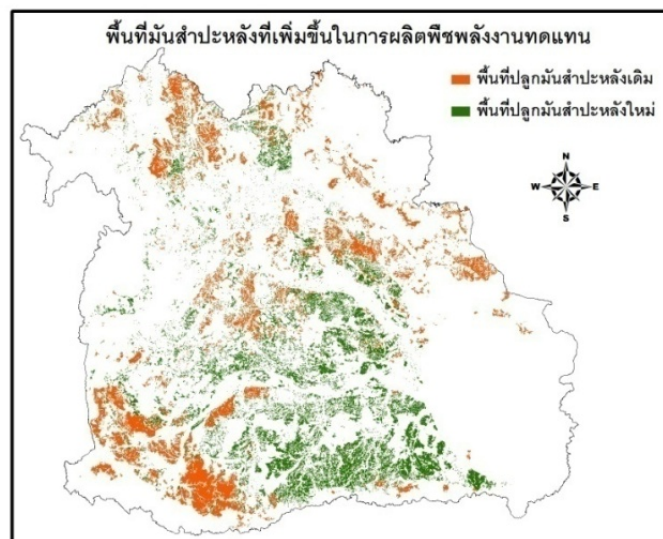 พื้นที่มันสำปะหลังที่เพิ่มขึ้นในการผลิตพืชพลังงานทดแทน
พื้นที่ปลูกมันสำปะหลังเดิม
พื้นที่ปลูกมันสำปะหลังใหม่
N
W E
S